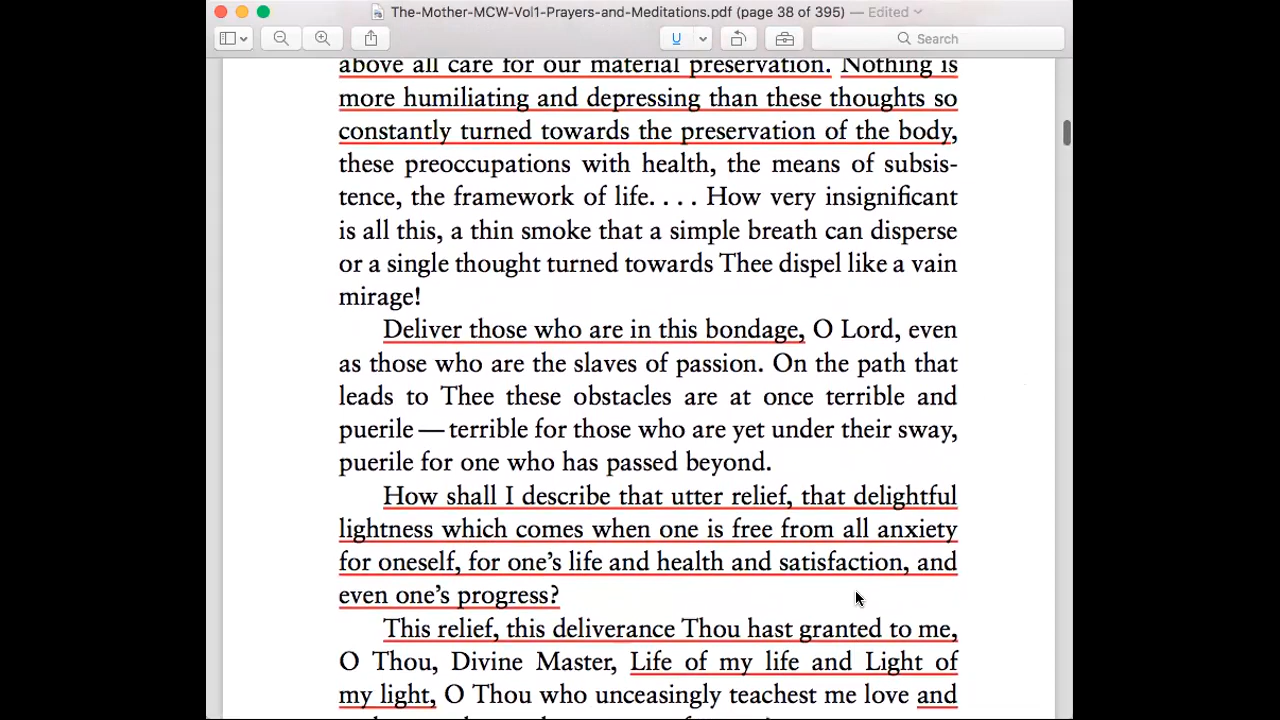 The-Mother-MCW-Vol1-Prayers-and-Meditations.pdf (page 38 of 395) — Edited
U
Search
above all care for our material preservation. Nothing is
more humiliating and depressing than these thoughts so
constantly turned towards the preservation of the body,
these preoccupations with health, the means of subsis-
tence, the framework of life. . . . How very insignificant
is all this, a thin smoke that a simple breath can disperse
or a single thought turned towards Thee dispel like a vain
mirage!
Deliver those who are in this bondage, O Lord, even
as those who are the slaves of passion. On the path that
leads to Thee these obstacles are at once terrible and
puerile — terrible for those who are yet under their sway,
puerile for one who has passed beyond.
How shall I describe that utter relief, that delightful
lightness which comes when one is free from all anxiety
for oneself, for one’s life and health and satisfaction, and
even one’s progress?
This relief, this deliverance Thou hast granted to me,
O Thou, Divine Master, Life of my life and Light of
my light, O Thou who unceasingly teachest me love and